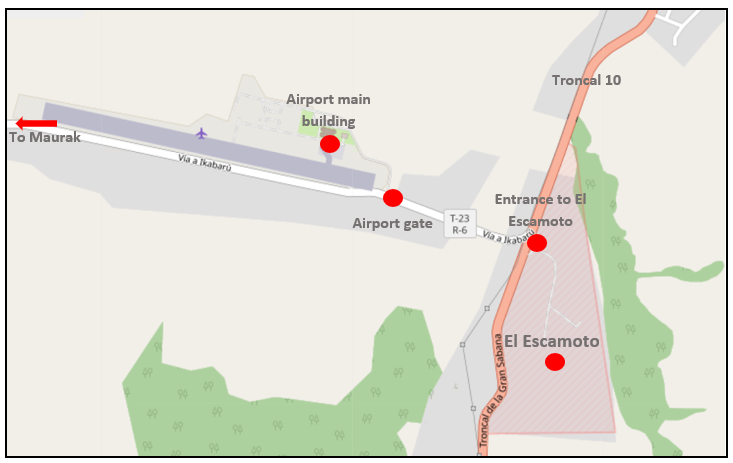 Troncal 10
Airport main
building
To Maurak
Vía a Ikabarú
Airport gate
T-23
R-6
Vía a Ikabarú
Entrance to El
Escamoto
El Escamoto
Troncal de la Gran Sabana